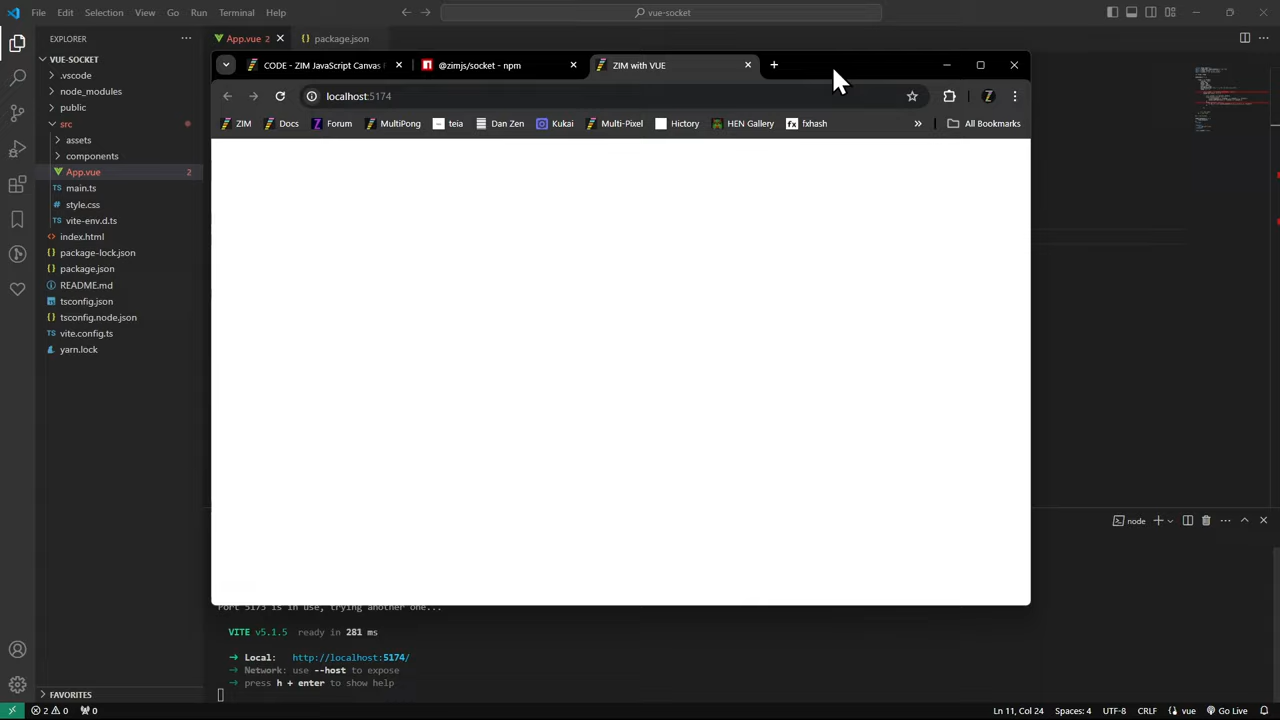 File Edit Selection View Go Run Terminal Help
vue-socket
EXPLORER
App.vue 2
package.json
VUE-SOCKET
.vscode
node_modules
public
src
assets
components
App.vue 2
main.ts
style.css
vite-env.d.ts
index.html
package-lock.json
package.json
README.md
tsconfig.json
tsconfig.node.json
vite.config.ts
yarn.lock
FAVORITES
CODE - ZIM JavaScript Canvas
@zimjs/socket - npm
ZIM with VUE
localhost:5174
ZIM Docs Forum MultiPong teia Dan Z Kukai Multi-Pixel Hictory HEN Gallery fxhash » All Bookmarks
node
Port 5173 is in use, trying another one...
VITE v5.1.5 ready in 281 ms
➜ Local: http://localhost:5174/
➜ Network: use --host to expose
➜ press h + enter to show help
2 0 0
Ln 11, Col 24 Spaces: 4 UTF-8 CRLF vue Go Live